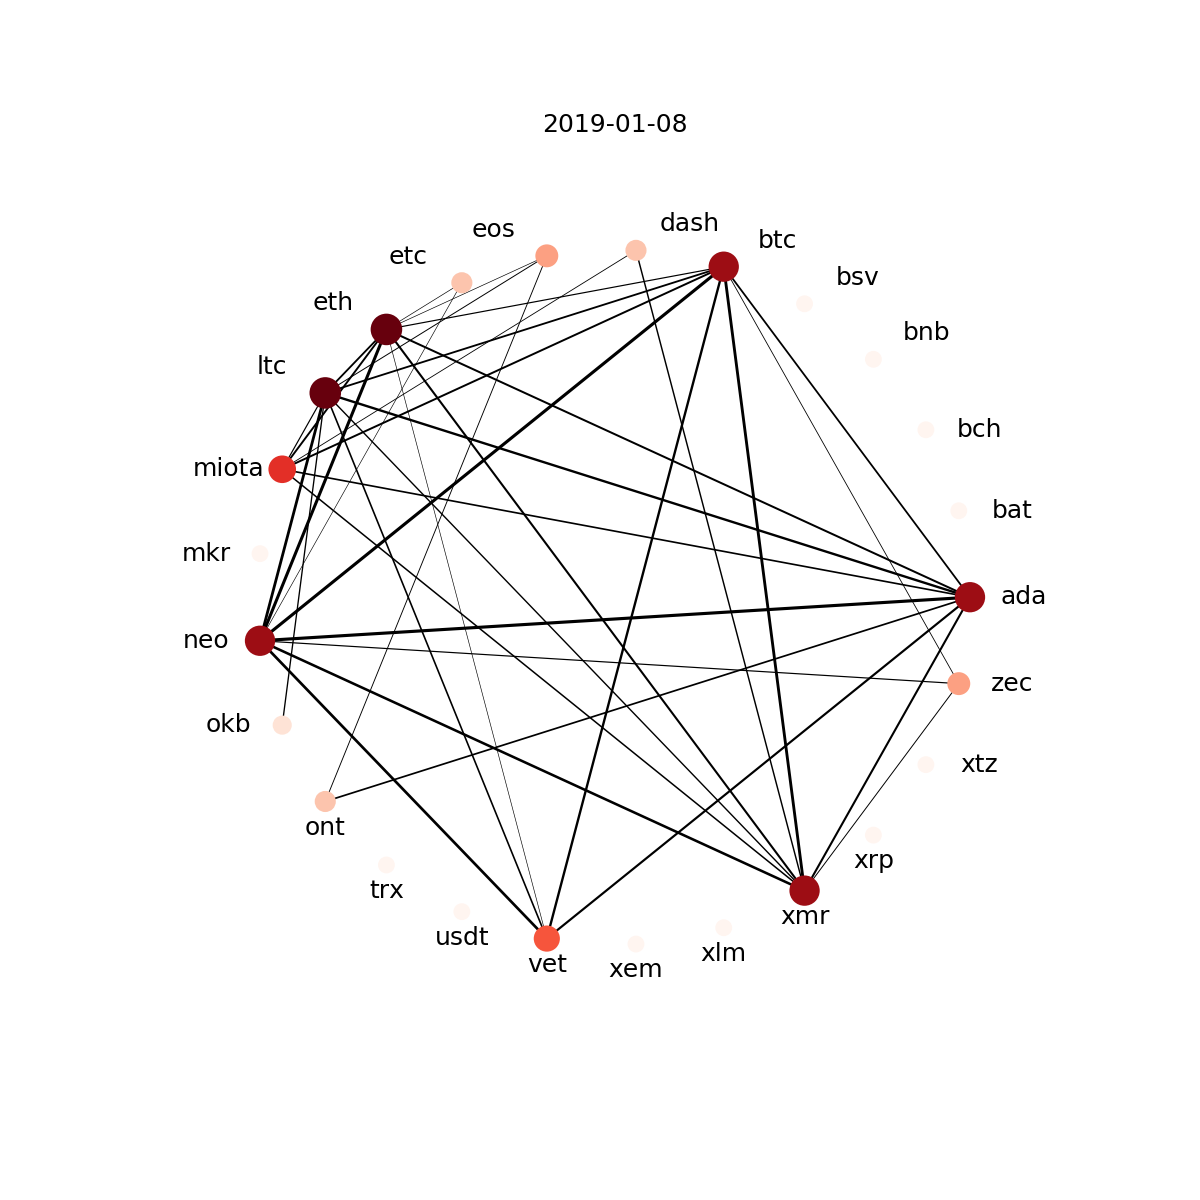 2019-01-08
dash
eos
btc
etc
bsv
eth
bnb
ltc
bch
miota
bat
mkr
ada
neo
zec
okb
xtz
ont
xrp
trx
xmr
usdt
xlm
vet
xem